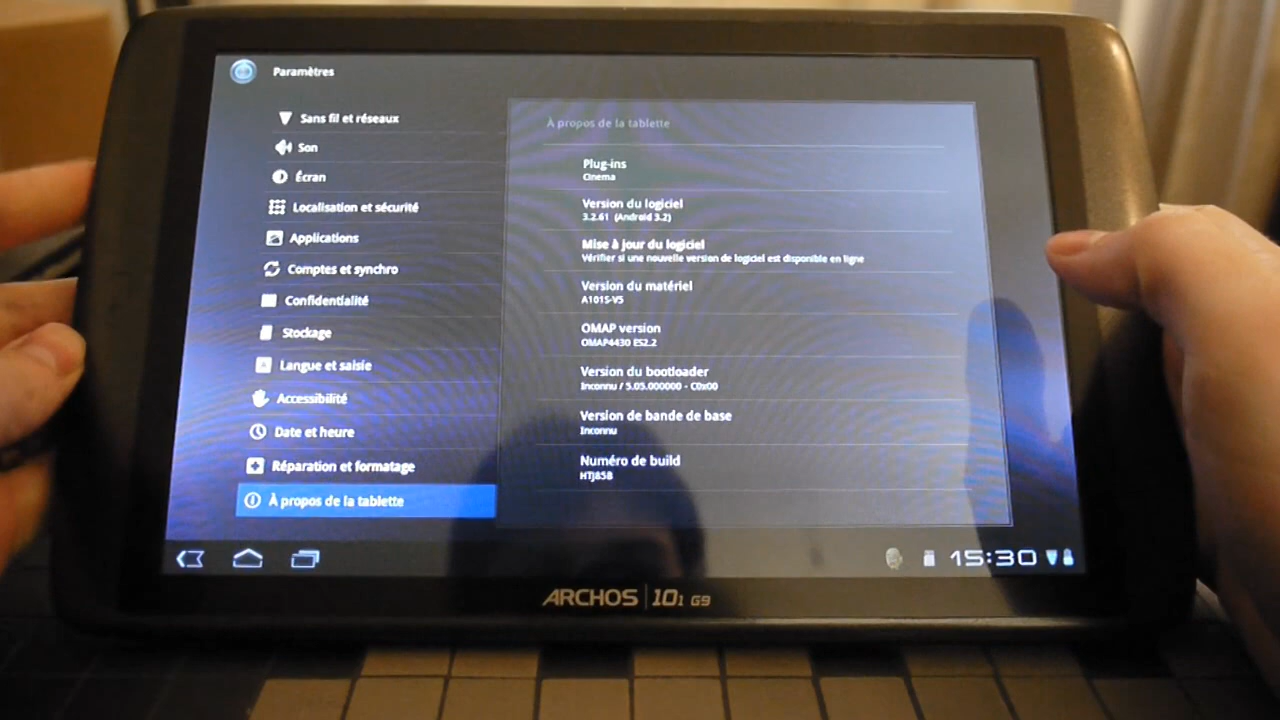 Paramètres
Sans fil et réseaux
Son
Écran
Localisation et sécurité
Applications
Comptes et synchro
Confidentialité
Stockage
Langue et saisie
Accessibilité
Date et heure
Réparation et formatage
À propos de la tablette
À propos de la tablette
Plug-ins
Cinema
Version du logiciel
3.2.61 (Android 3.2)
Mise à jour du logiciel
Vérifier si une nouvelle version de logiciel est disponible en ligne
Version du matériel
A101S-V5
OMAP version
OMAP4430 ES2.2
Version du bootloader
Inconnu / 5.05.000000 - C0x00
Version de bande de base
Inconnu
Numéro de build
HTJ85B
15:30
ARCHOS 101 G9